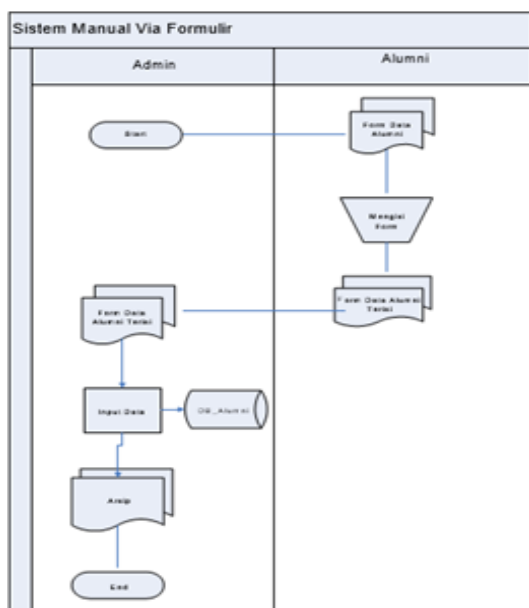 Sistem Manual Via Formulir
Admin
Alumni
Start
Form Data
Alumni
Mengisi
Form
Form Data Alumni
Terisi
Form Data
Alumni Terisi
Input Data
DB_Alumni
Arsip
End